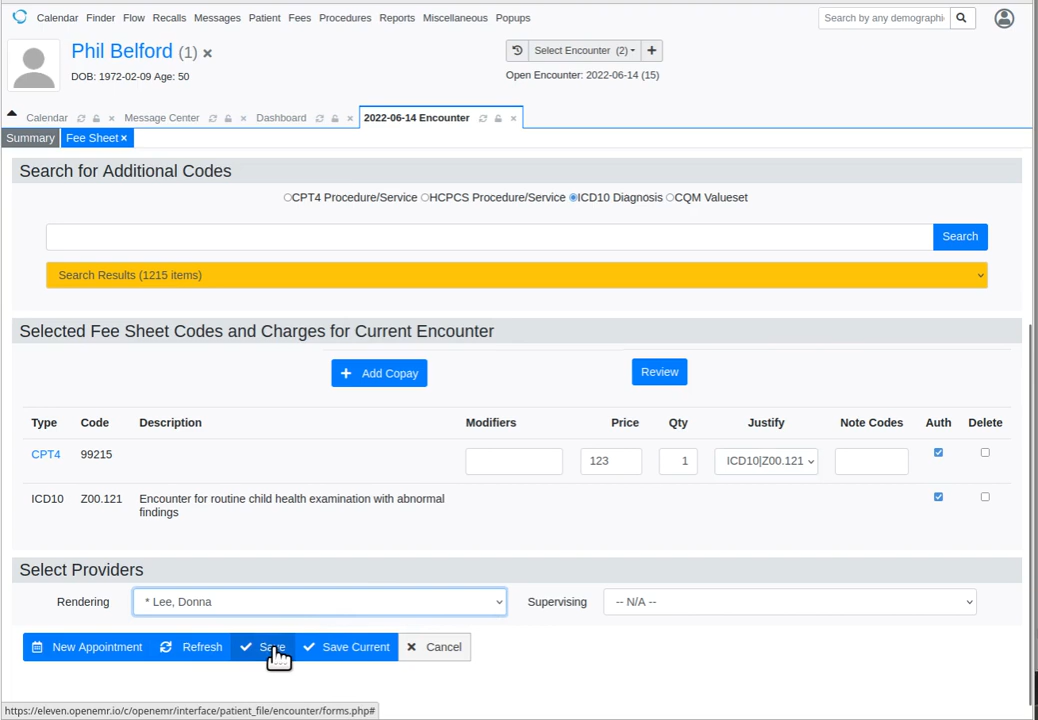 Calendar Finder Flow Recalls Messages Patient Fees Procedures Reports Miscellaneous Popups Search by any demographi
Phil Belford (1) ×
DOB: 1972-02-09 Age: 50
Select Encounter (2)
Open Encounter: 2022-06-14 (15)
Calendar Message Center Dashboard 2022-06-14 Encounter
Summary Fee Sheet ×
Search for Additional Codes
CPT4 Procedure/Service HCPCS Procedure/Service ICD10 Diagnosis CQM Valueset
Search
Search Results (1215 items)
Selected Fee Sheet Codes and Charges for Current Encounter
+ Add Copay Review
Type Code Description Modifiers Price Qty Justify Note Codes Auth Delete
CPT4 99215 123 1 ICD10|Z00.121
ICD10 Z00.121 Encounter for routine child health examination with abnormal
findings
Select Providers
Rendering * Lee, Donna Supervising -- N/A --
New Appointment Refresh Save Save Current Cancel
https://eleven.openemr.io/c/openemr/interface/patient_file/encounter/forms.php#